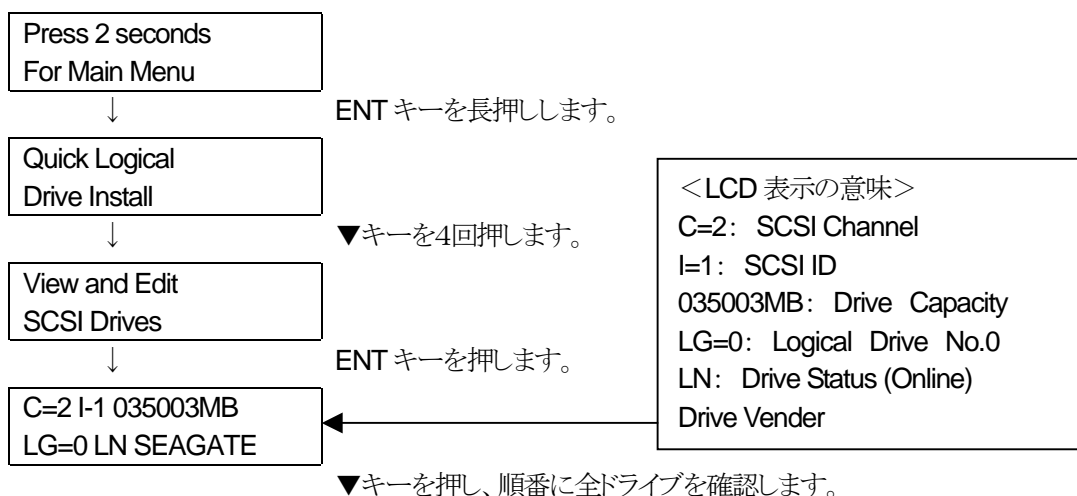 Press 2 seconds
For Main Menu
↓
ENT キーを長押しします。
Quick Logical
Drive Install
↓
▼キーを4回押します。
View and Edit
SCSI Drives
↓
ENT キーを押します。
C=2 I-1 035003MB
LG=0 LN SEAGATE
＜LCD 表示の意味＞
C=2： SCSI Channel
I=1： SCSI ID
035003MB： Drive Capacity
LG=0： Logical Drive No.0
LN： Drive Status (Online)
Drive Vender
▼キーを押し、順番に全ドライブを確認します。